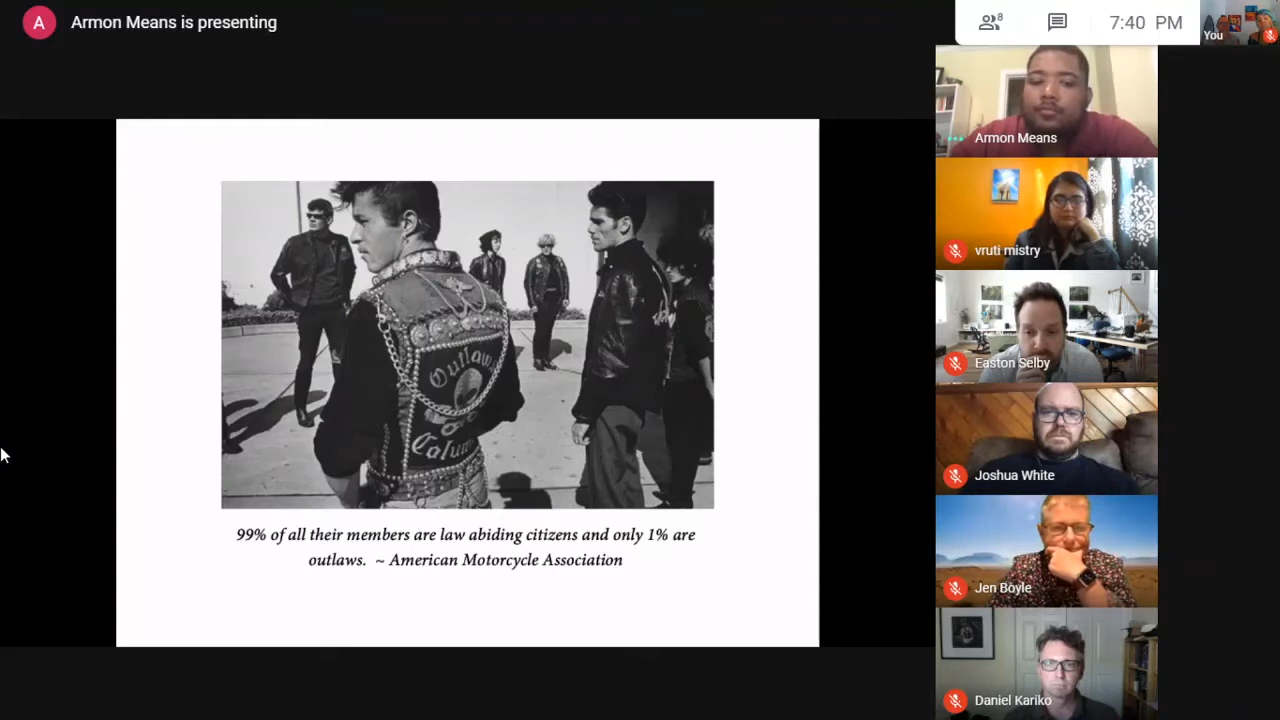 A
Armon Means is presenting
8
7:40 PM
You
Armon Means
vruti mistry
Easton Selby
Joshua White
Jen Boyle
Daniel Kariko
Outlaws
99% of all their members are law abiding citizens and only 1% are
outlaws. ~ American Motorcycle Association